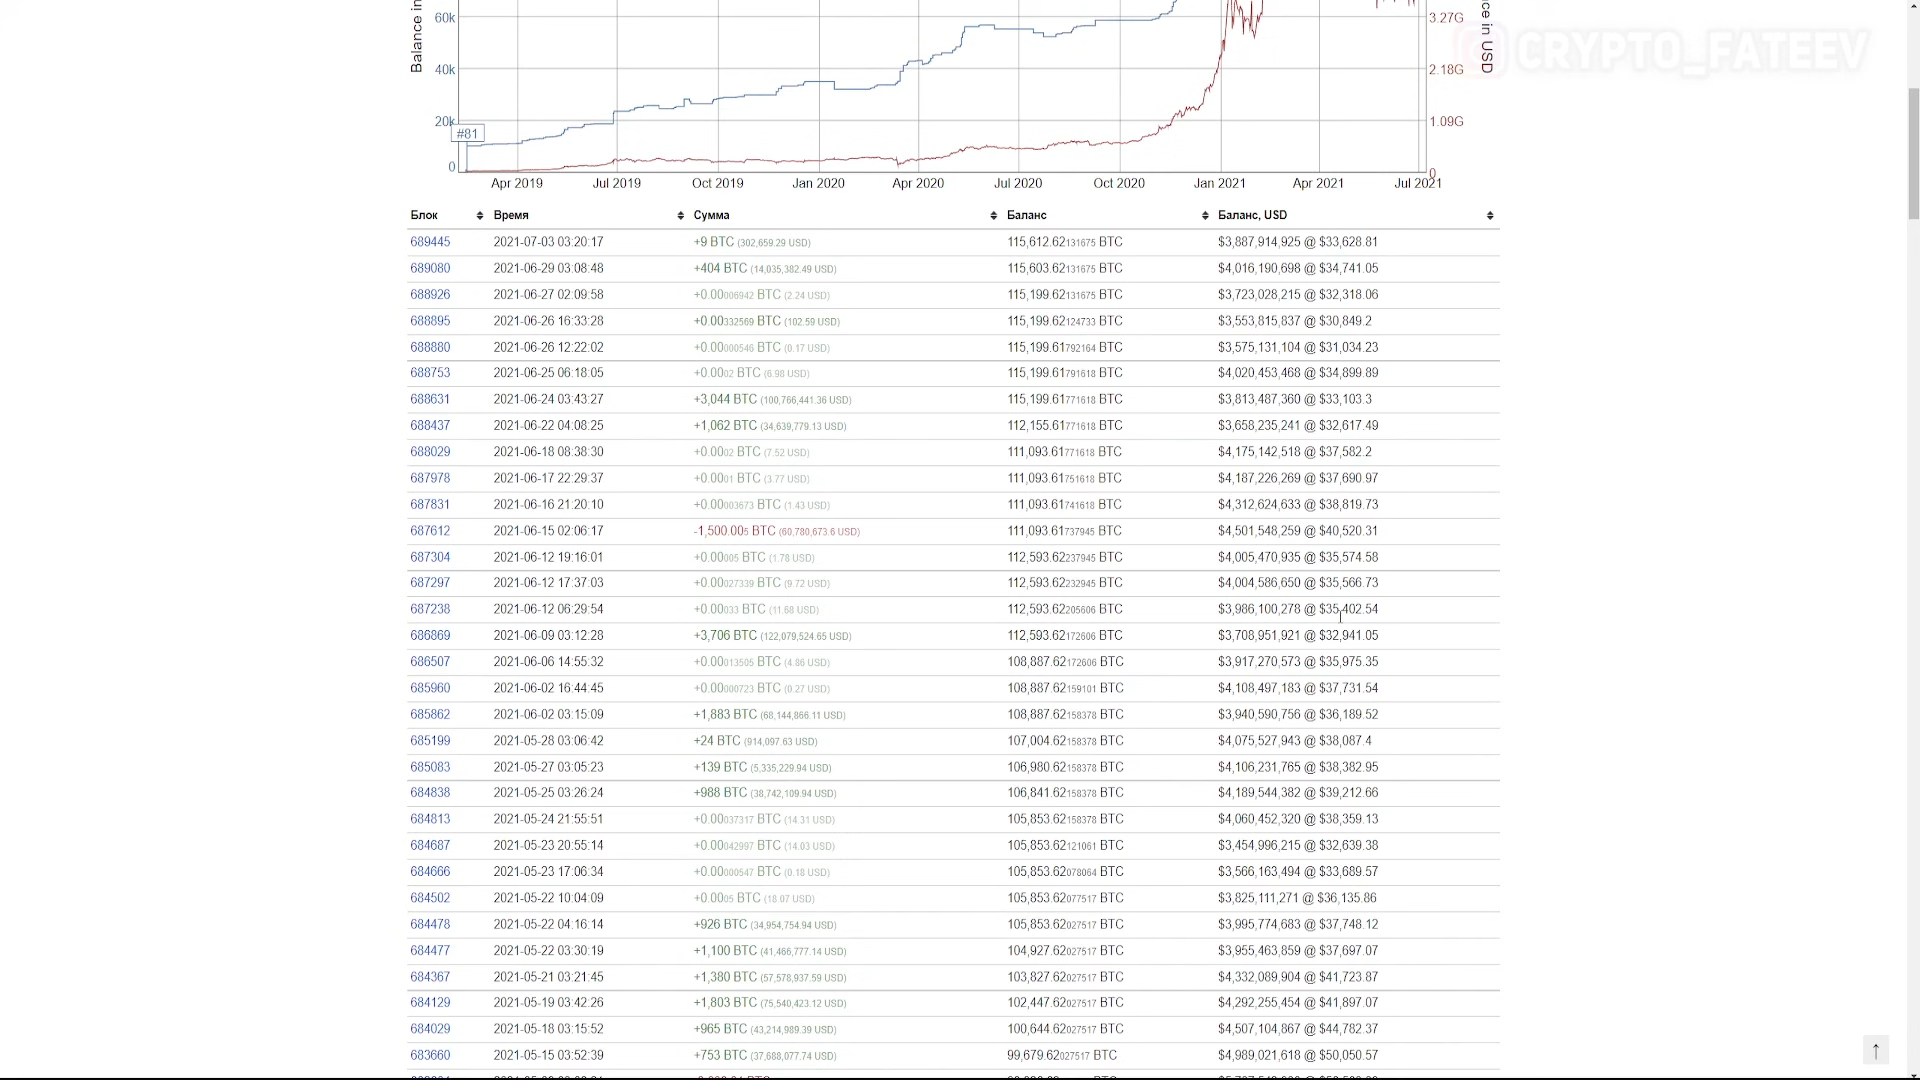 60k
3.27G
Balance in
ce in USD
CRYPTO_FATEEV
40k
2.18G
20k
#81
1.09G
0
0
Apr 2019 Jul 2019 Oct 2019 Jan 2020 Apr 2020 Jul 2020 Oct 2020 Jan 2021 Apr 2021 Jul 2021
Блок Время Сумма Баланс Баланс, USD
689445 2021-07-03 03:20:17 +9 BTC (302,659.29 USD) 115,612.62131675 BTC $3,887,914,925 @ $33,628.81
689080 2021-06-29 03:08:48 +404 BTC (14,035,382.49 USD) 115,603.62131675 BTC $4,016,190,698 @ $34,741.05
688926 2021-06-27 02:09:58 +0.00006942 BTC (2.24 USD) 115,199.62131675 BTC $3,723,028,215 @ $32,318.06
688895 2021-06-26 16:33:28 +0.00332569 BTC (102.59 USD) 115,199.62124733 BTC $3,553,815,837 @ $30,849.2
688880 2021-06-26 12:22:02 +0.00000546 BTC (0.17 USD) 115,199.61792164 BTC $3,575,131,104 @ $31,034.23
688753 2021-06-25 06:18:05 +0.0002 BTC (6.98 USD) 115,199.61791618 BTC $4,020,453,468 @ $34,899.89
688631 2021-06-24 03:43:27 +3,044 BTC (100,766,441.36 USD) 115,199.61771618 BTC $3,813,487,360 @ $33,103.3
688437 2021-06-22 04:08:25 +1,062 BTC (34,639,779.13 USD) 112,155.61771618 BTC $3,658,235,241 @ $32,617.49
688029 2021-06-18 08:38:30 +0.0002 BTC (7.52 USD) 111,093.61771618 BTC $4,175,142,518 @ $37,582.2
687978 2021-06-17 22:29:37 +0.0001 BTC (3.77 USD) 111,093.61751618 BTC $4,187,226,269 @ $37,690.97
687831 2021-06-16 21:20:10 +0.00003673 BTC (1.43 USD) 111,093.61741618 BTC $4,312,624,633 @ $38,819.73
687612 2021-06-15 02:06:17 -1,500.005 BTC (60,780,673.6 USD) 111,093.61737945 BTC $4,501,548,259 @ $40,520.31
687304 2021-06-12 19:16:01 +0.00005 BTC (1.78 USD) 112,593.62237945 BTC $4,005,470,935 @ $35,574.58
687297 2021-06-12 17:37:03 +0.00027339 BTC (9.72 USD) 112,593.62232945 BTC $4,004,586,650 @ $35,566.73
687238 2021-06-12 06:29:54 +0.00033 BTC (11.68 USD) 112,593.62205606 BTC $3,986,100,278 @ $35,402.54
686869 2021-06-09 03:12:28 +3,706 BTC (122,079,524.65 USD) 112,593.62172606 BTC $3,708,951,921 @ $32,941.05
686507 2021-06-06 14:55:32 +0.00013505 BTC (4.86 USD) 108,887.62172606 BTC $3,917,270,573 @ $35,975.35
685960 2021-06-02 16:44:45 +0.00000723 BTC (0.27 USD) 108,887.62159101 BTC $4,108,497,183 @ $37,731.54
685862 2021-06-02 03:15:09 +1,883 BTC (68,144,866.11 USD) 108,887.62158378 BTC $3,940,590,756 @ $36,189.52
685199 2021-05-28 03:06:42 +24 BTC (914,097.63 USD) 107,004.62158378 BTC $4,075,527,943 @ $38,087.4
685083 2021-05-27 03:05:23 +139 BTC (5,335,229.94 USD) 106,980.62158378 BTC $4,106,231,765 @ $38,382.95
684838 2021-05-25 03:26:24 +988 BTC (38,742,109.94 USD) 106,841.62158378 BTC $4,189,544,382 @ $39,212.66
684813 2021-05-24 21:55:51 +0.00037317 BTC (14.31 USD) 105,853.62158378 BTC $4,060,452,320 @ $38,359.13
684687 2021-05-23 20:55:14 +0.00042997 BTC (14.03 USD) 105,853.62121061 BTC $3,454,996,215 @ $32,639.38
684666 2021-05-23 17:06:34 +0.00000547 BTC (0.18 USD) 105,853.62078064 BTC $3,566,163,494 @ $33,689.57
684502 2021-05-22 10:04:09 +0.0005 BTC (18.07 USD) 105,853.62077517 BTC $3,825,111,271 @ $36,135.86
684478 2021-05-22 04:16:14 +926 BTC (34,954,754.94 USD) 105,853.62027517 BTC $3,995,774,683 @ $37,748.12
684477 2021-05-22 03:30:19 +1,100 BTC (41,466,777.14 USD) 104,927.62027517 BTC $3,955,463,859 @ $37,697.07
684367 2021-05-21 03:21:45 +1,380 BTC (57,578,937.59 USD) 103,827.62027517 BTC $4,332,089,904 @ $41,723.87
684129 2021-05-19 03:42:26 +1,803 BTC (75,540,423.12 USD) 102,447.62027517 BTC $4,292,255,454 @ $41,897.07
684029 2021-05-18 03:15:52 +965 BTC (43,214,989.39 USD) 100,644.62027517 BTC $4,507,104,867 @ $44,782.37
683660 2021-05-15 03:52:39 +753 BTC (37,688,077.74 USD) 99,679.62027517 BTC $4,989,021,618 @ $50,050.57